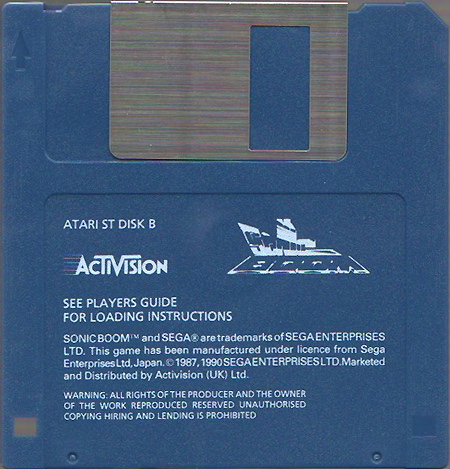 ATARI ST DISK B
ACTIVISION
SEE PLAYERS GUIDE
FOR LOADING INSTRUCTIONS
SONIC BOOM™ and SEGA® are trademarks of SEGA ENTERPRISES
LTD. This game has been manufactured under licence from Sega
Enterprises Ltd, Japan. © 1987, 1990 SEGA ENTERPRISES LTD. Marketed
and Distributed by Activision (UK) Ltd.
WARNING: ALL RIGHTS OF THE PRODUCER AND THE OWNER
OF THE WORK REPRODUCED RESERVED UNAUTHORISED
COPYING HIRING AND LENDING IS PROHIBITED